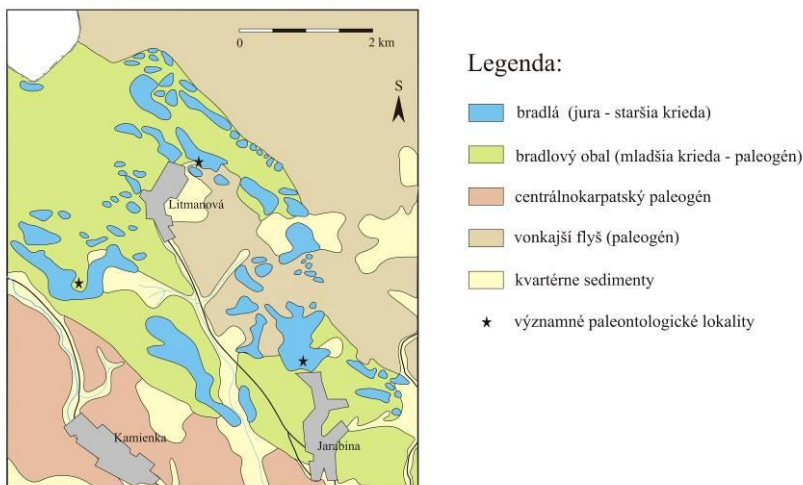 0 2 km
S
Litmanová
Kamienka
Jarabina
Legenda:
bradlá (jura - staršia krieda)
bradlový obal (mladšia krieda - paleogén)
centrálnokarpatský paleogén
vonkajší flyš (paleogén)
kvartérne sedimenty
významné paleontologické lokality